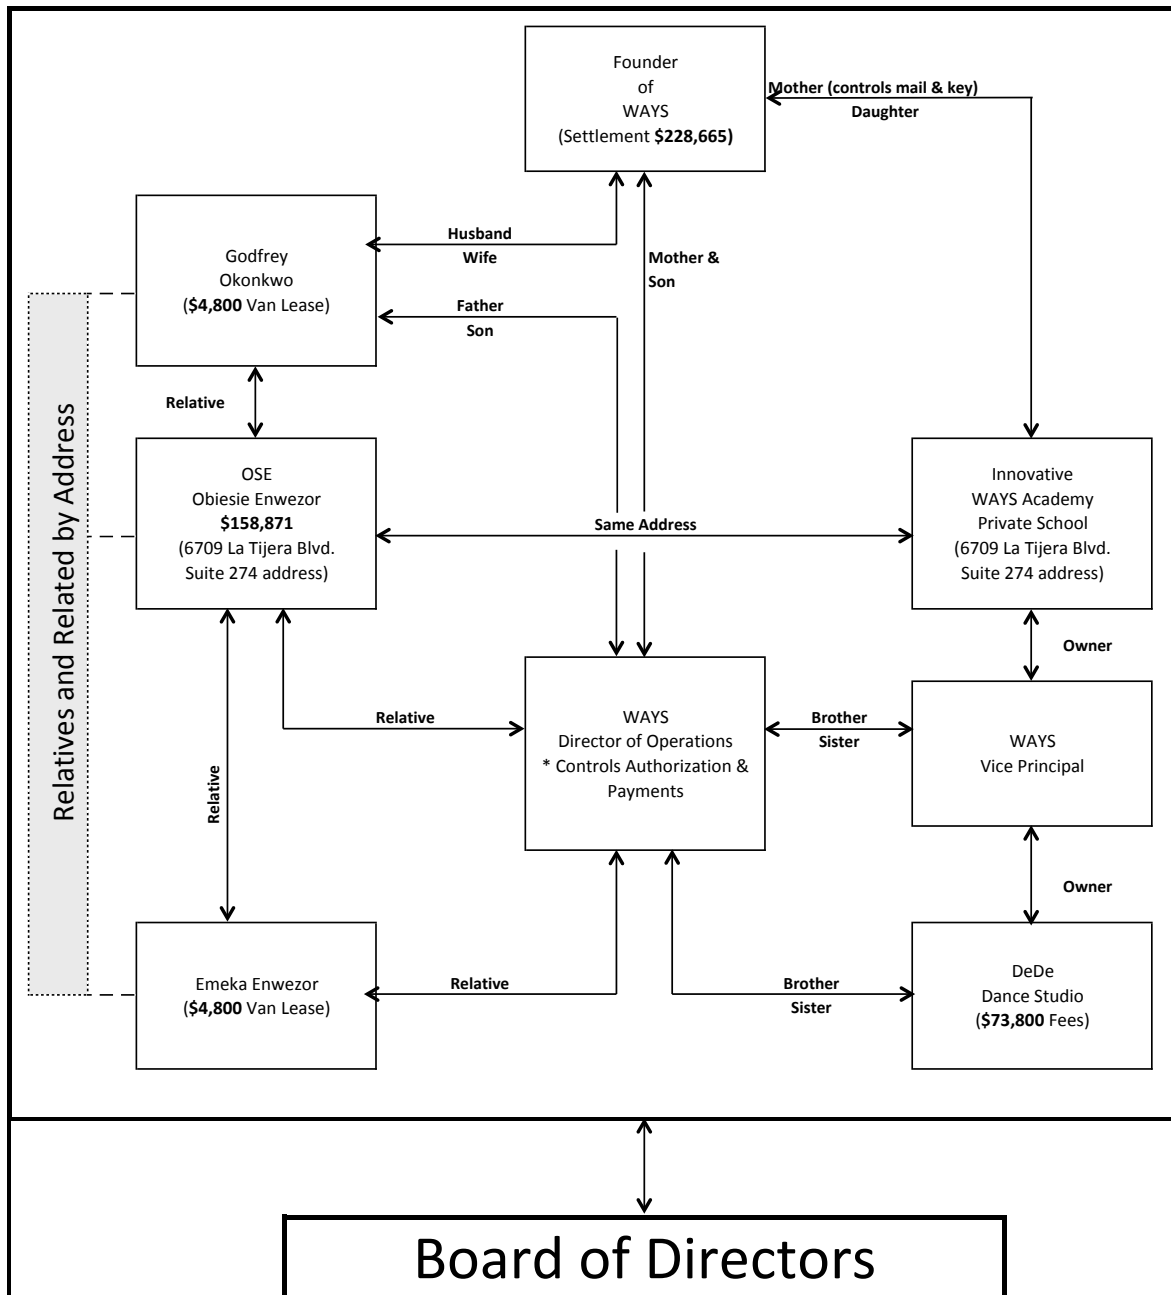 Founder
of
WAYS
(Settlement $228,665)
Mother (controls mail & key)
Daughter
Godfrey
Okonkwo
($4,800 Van Lease)
Husband
Wife
Mother &
Son
Father
Son
Relative
Relatives and Related by Address
OSE
Obiesie Enwezor
$158,871
(6709 La Tijera Blvd.
Suite 274 address)
Same Address
Innovative
WAYS Academy
Private School
(6709 La Tijera Blvd.
Suite 274 address)
Owner
Relative
Relative
WAYS
Director of Operations
* Controls Authorization &
Payments
Brother
Sister
WAYS
Vice Principal
Owner
Emeka Enwezor
($4,800 Van Lease)
Relative
Brother
Sister
DeDe
Dance Studio
($73,800 Fees)
Board of Directors